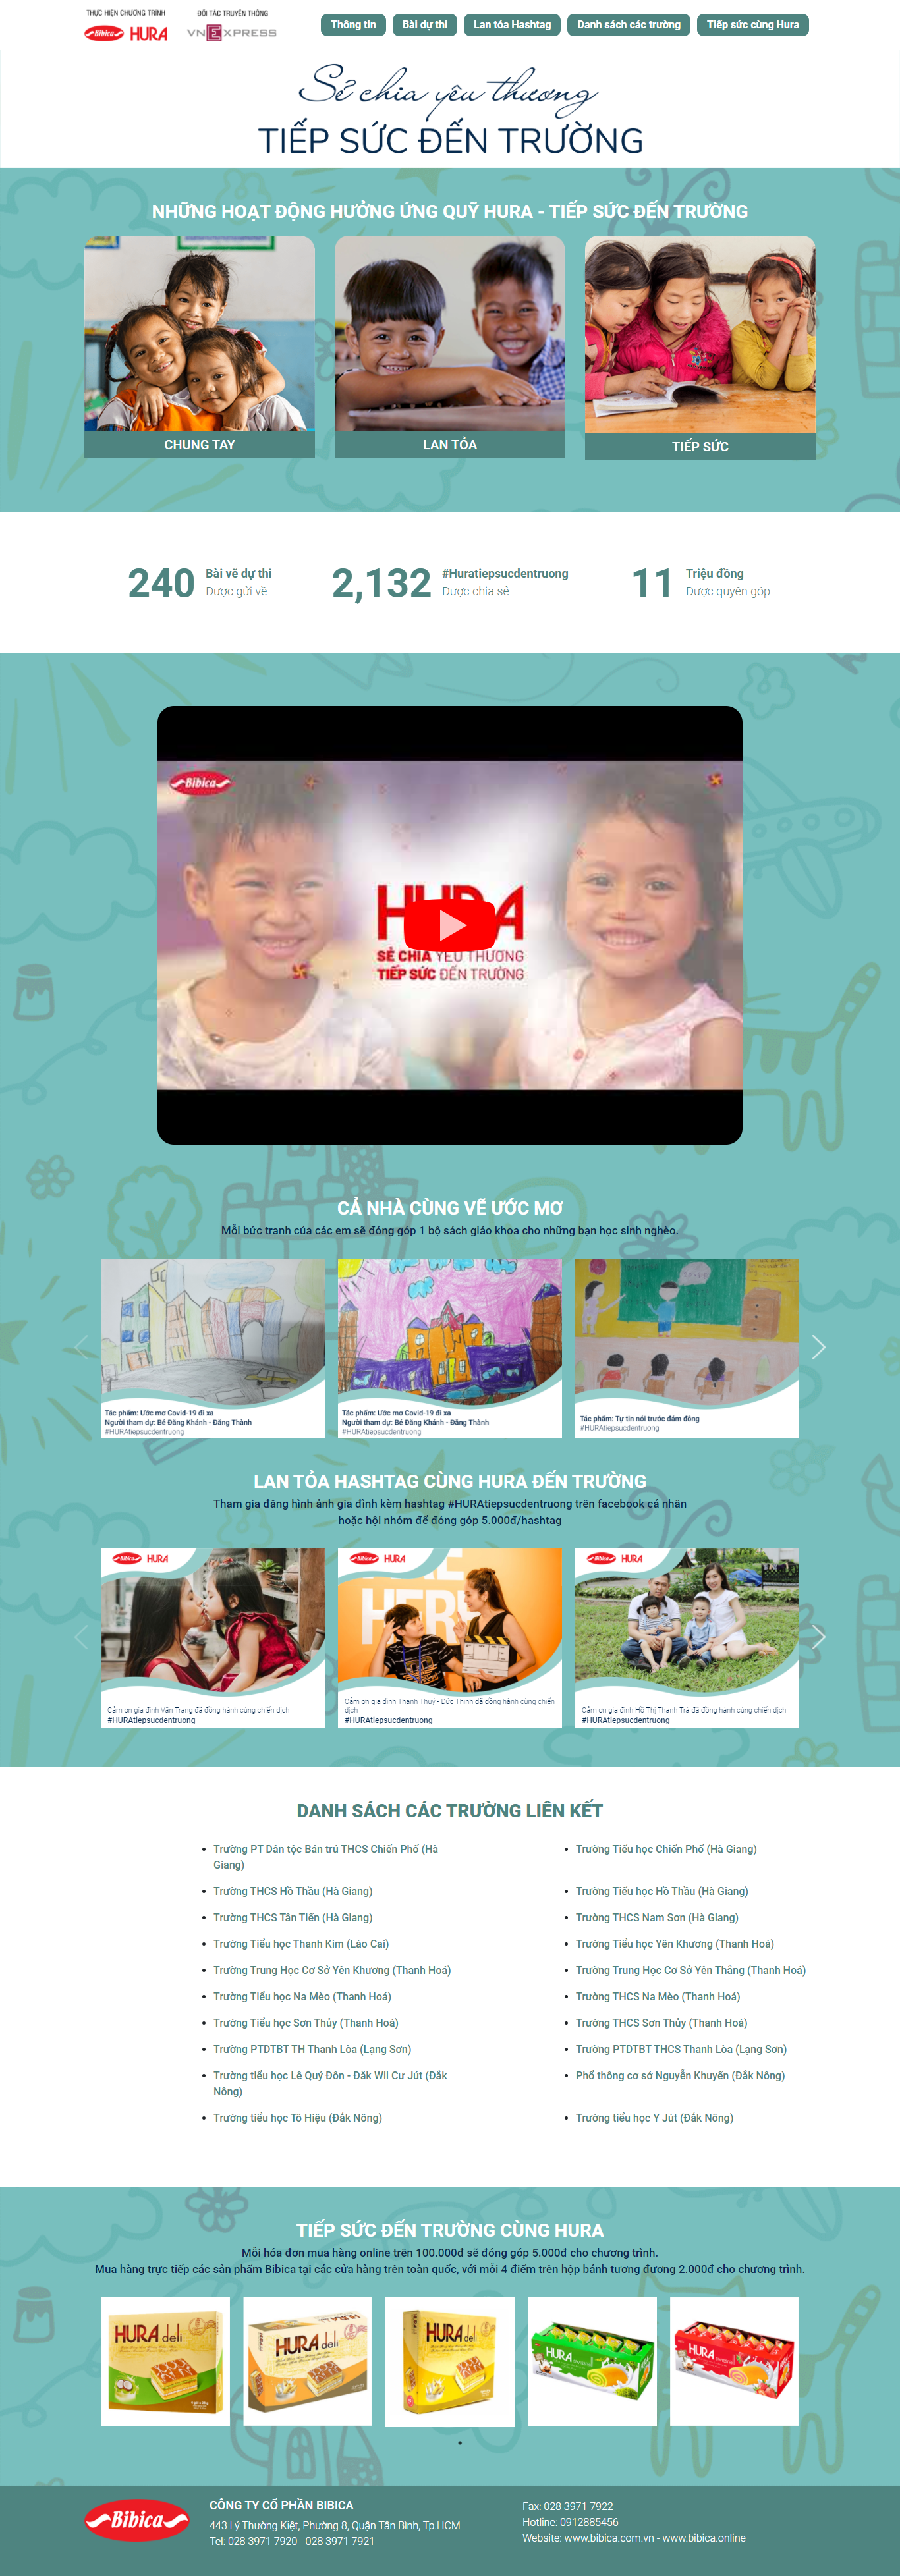 THỰC HIỆN CHƯƠNG TRÌNH
ĐỐI TÁC TRUYỀN THÔNG
Bibica HURA
VNEXPRESS
Thông tin
Bài dự thi
Lan tỏa Hashtag
Danh sách các trường
Tiếp sức cùng Hura
Sẻ chia yêu thương
TIẾP SỨC ĐẾN TRƯỜNG
NHỮNG HOẠT ĐỘNG HƯỞNG ỨNG QUỸ HURA - TIẾP SỨC ĐẾN TRƯỜNG
CHUNG TAY
LAN TỎA
TIẾP SỨC
240 Bài vẽ dự thi
Được gửi về
2,132 #Huratiepsucdentruong
Được chia sẻ
11 Triệu đồng
Được quyên góp
Bibica
HURA
SẺ CHIA YÊU THƯƠNG
TIẾP SỨC ĐẾN TRƯỜNG
CẢ NHÀ CÙNG VẼ ƯỚC MƠ
Mỗi bức tranh của các em sẽ đóng góp 1 bộ sách giáo khoa cho những bạn học sinh nghèo.
Tác phẩm: Ước mơ Covid-19 đi xa
Người tham dự: Bé Đăng Khánh - Đăng Thành
#HURAtiepsucdentruong
Tác phẩm: Ước mơ Covid-19 đi xa
Người tham dự: Bé Đăng Khánh - Đăng Thành
#HURAtiepsucdentruong
Tác phẩm: Tự tin nói trước đám đông
#HURAtiepsucdentruong
LAN TỎA HASHTAG CÙNG HURA ĐẾN TRƯỜNG
Tham gia đăng hình ảnh gia đình kèm hashtag #HURAtiepsucdentruong trên facebook cá nhân
hoặc hội nhóm để đóng góp 5.000đ/hashtag
Bibica HURA
Cảm ơn gia đình Vân Trang đã đồng hành cùng chiến dịch
#HURAtiepsucdentruong
Bibica HURA
Cảm ơn gia đình Thanh Thuý - Đức Thịnh đã đồng hành cùng chiến
dịch
#HURAtiepsucdentruong
Bibica HURA
Cảm ơn gia đình Hồ Thị Thanh Trà đã đồng hành cùng chiến dịch
#HURAtiepsucdentruong
DANH SÁCH CÁC TRƯỜNG LIÊN KẾT
Trường PT Dân tộc Bán trú THCS Chiến Phố (Hà
Giang)
Trường Tiểu học Chiến Phố (Hà Giang)
Trường THCS Hồ Thầu (Hà Giang)
Trường Tiểu học Hồ Thầu (Hà Giang)
Trường THCS Tân Tiến (Hà Giang)
Trường THCS Nam Sơn (Hà Giang)
Trường Tiểu học Thanh Kim (Lào Cai)
Trường Tiểu học Yên Khương (Thanh Hoá)
Trường Trung Học Cơ Sở Yên Khương (Thanh Hoá)
Trường Trung Học Cơ Sở Yên Thắng (Thanh Hoá)
Trường Tiểu học Na Mèo (Thanh Hoá)
Trường THCS Na Mèo (Thanh Hoá)
Trường Tiểu học Sơn Thủy (Thanh Hoá)
Trường THCS Sơn Thủy (Thanh Hoá)
Trường PTDTBT TH Thanh Lòa (Lạng Sơn)
Trường PTDTBT THCS Thanh Lòa (Lạng Sơn)
Trường tiểu học Lê Quý Đôn - Đăk Wil Cư Jút (Đắk
Nông)
Phổ thông cơ sở Nguyễn Khuyến (Đắk Nông)
Trường tiểu học Tô Hiệu (Đắk Nông)
Trường tiểu học Y Jút (Đắk Nông)
TIẾP SỨC ĐẾN TRƯỜNG CÙNG HURA
Mỗi hóa đơn mua hàng online trên 100.000đ sẽ đóng góp 5.000đ cho chương trình.
Mua hàng trực tiếp các sản phẩm Bibica tại các cửa hàng trên toàn quốc, với mỗi 4 điểm trên hộp bánh tương đương 2.000đ cho chương trình.
HURA deli
HURA deli
HURA deli
HURA
HURA
Bibica
CÔNG TY CỔ PHẦN BIBICA
443 Lý Thường Kiệt, Phường 8, Quận Tân Bình, Tp.HCM
Tel: 028 3971 7920 - 028 3971 7921
Fax: 028 3971 7922
Hotline: 0912885456
Website: www.bibica.com.vn - www.bibica.online